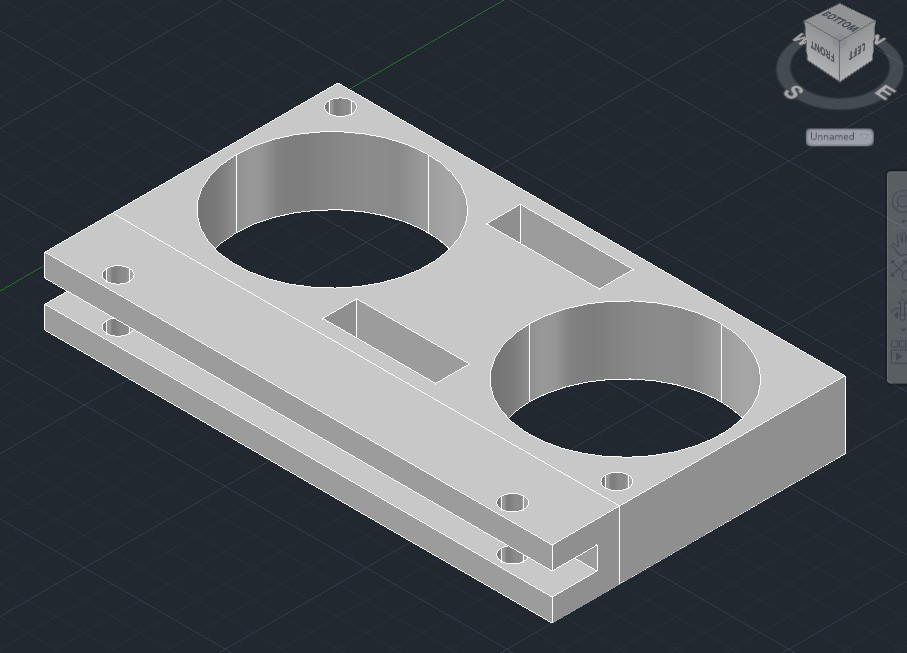 BOTTOM
W
N
FRONT
LEFT
S
E
Unnamed